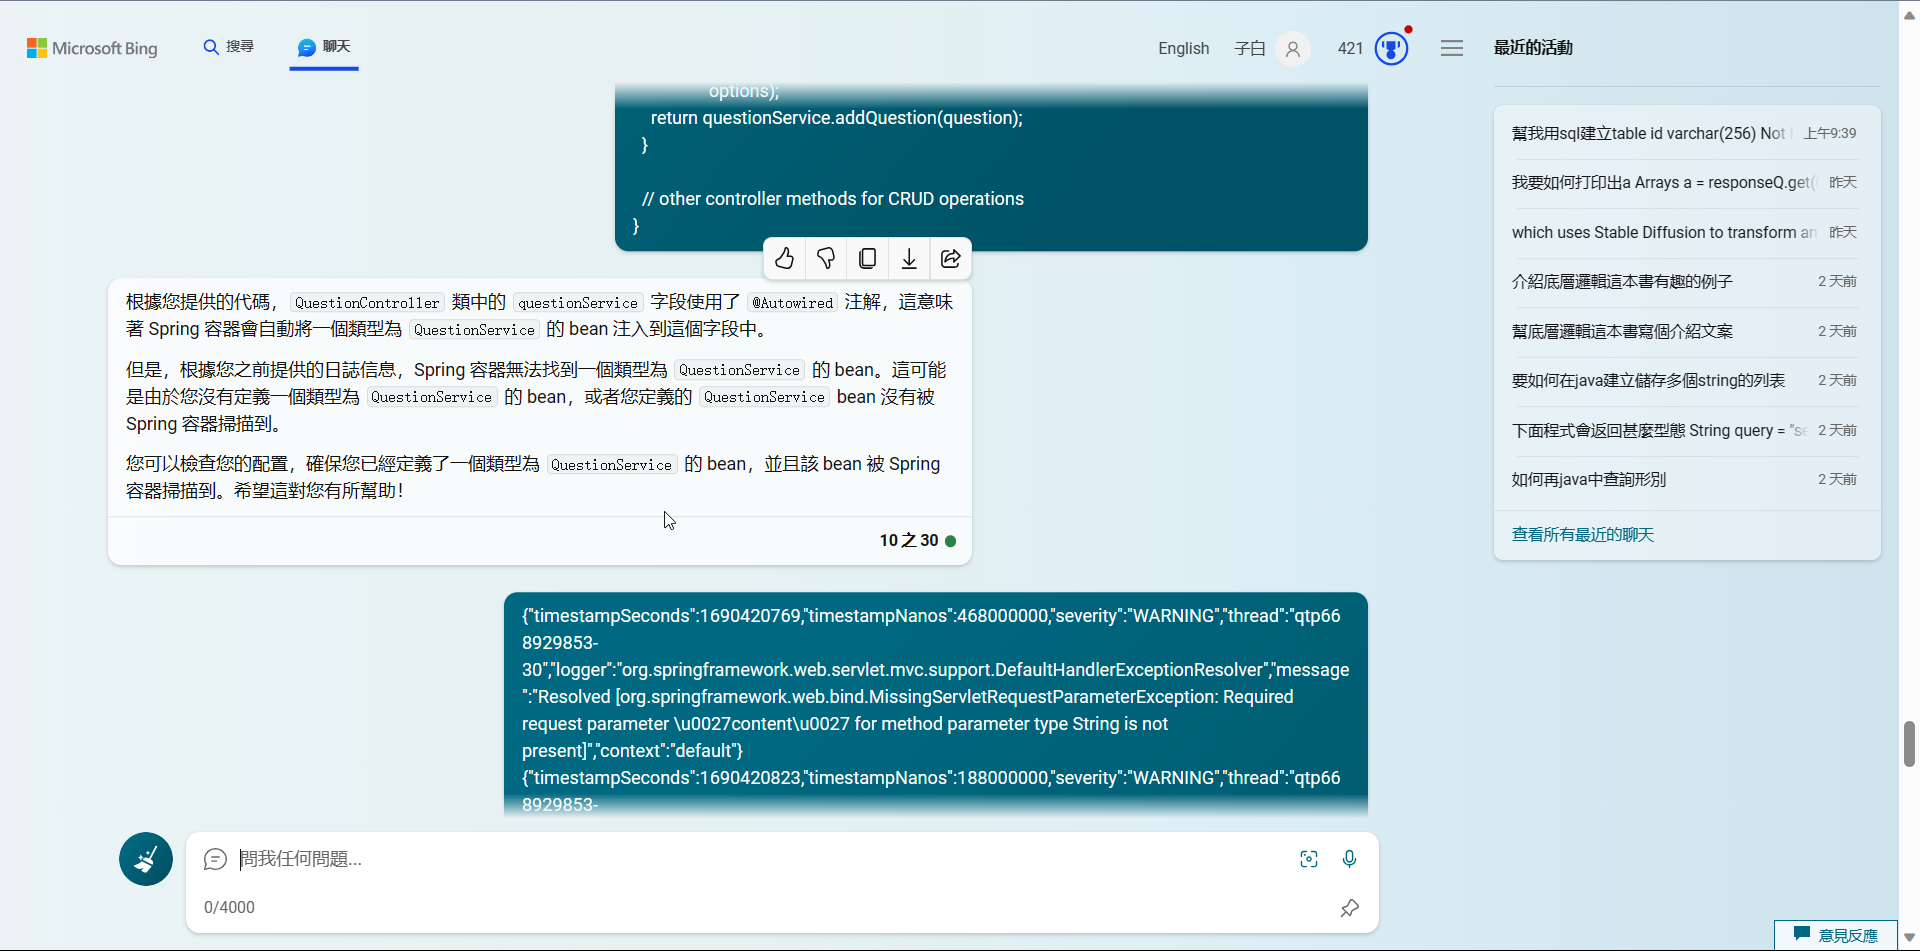 Microsoft Bing
搜尋
聊天
English
子白
421
最近的活動
options);
return questionService.addQuestion(question);
}
// other controller methods for CRUD operations
}
根據您提供的代碼， QuestionController 類中的 questionService 字段使用了 @Autowired 注解，這意味
著 Spring 容器會自動將一個類型為 QuestionService 的 bean 注入到這個字段中。
但是，根據您之前提供的日誌信息，Spring 容器無法找到一個類型為 QuestionService 的 bean。這可能
是由於您沒有定義一個類型為 QuestionService 的 bean，或者您定義的 QuestionService bean 沒有被
Spring 容器掃描到。
您可以檢查您的配置，確保您已經定義了一個類型為 QuestionService 的 bean，並且該 bean 被 Spring
容器掃描到。希望這對您有所幫助！
10 之 30
{"timestampSeconds":1690420769,"timestampNanos":468000000,"severity":"WARNING","thread":"qtp66
8929853-
30","logger":"org.springframework.web.servlet.mvc.support.DefaultHandlerExceptionResolver","message
":"Resolved [org.springframework.web.bind.MissingServletRequestParameterException: Required
request parameter \u0027content\u0027 for method parameter type String is not
present]","context":"default"}
{"timestampSeconds":1690420823,"timestampNanos":188000000,"severity":"WARNING","thread":"qtp66
8929853-
問我任何問題...
0/4000
幫我用sql建立table id varchar(256) Not 上午9:39
我要如何打印出a Arrays a = responseQ.get( 昨天
which uses Stable Diffusion to transform an 昨天
介紹底層邏輯這本書有趣的例子 2 天前
幫底層邏輯這本書寫個介紹文案 2 天前
要如何在java建立儲存多個string的列表 2 天前
下面程式會返回甚麼型態 String query = "se 2 天前
如何再java中查詢形別 2 天前
查看所有最近的聊天
意見反應